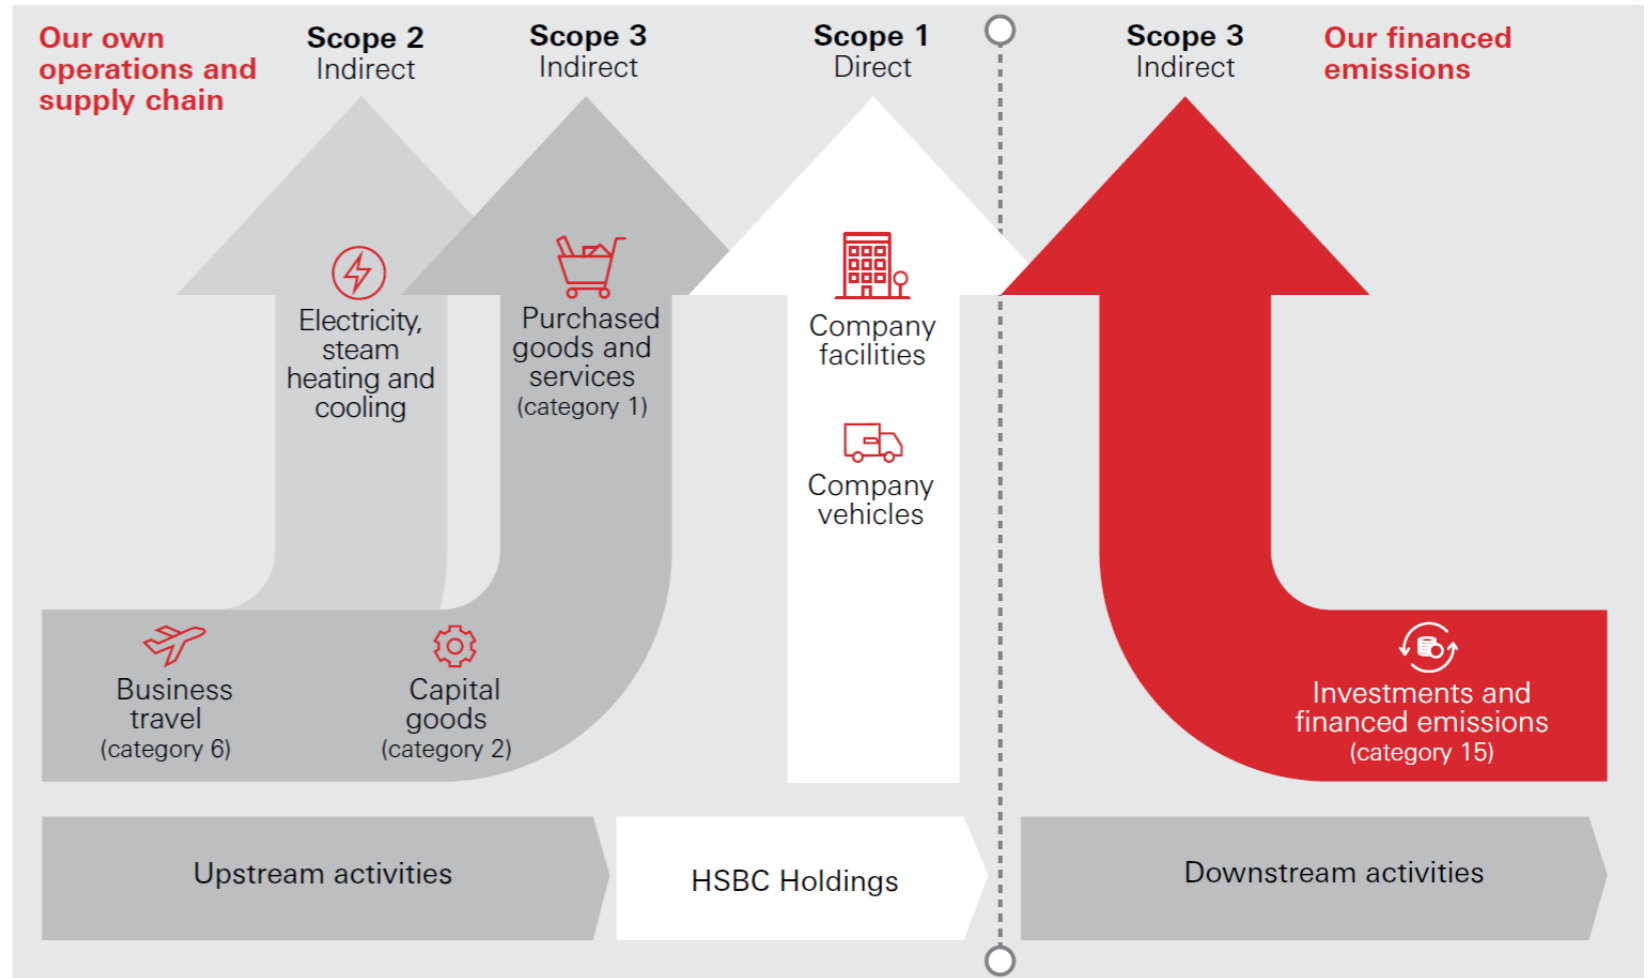 Our own
operations and
supply chain
Scope 2
Indirect
Scope 3
Indirect
Scope 1
Direct
Scope 3
Indirect
Our financed
emissions
Electricity,
steam
heating and
cooling
Purchased
goods and
services
(category 1)
Company
facilities
Company
vehicles
Business
travel
(category 6)
Capital
goods
(category 2)
Investments and
financed emissions
(category 15)
Upstream activities
HSBC Holdings
Downstream activities